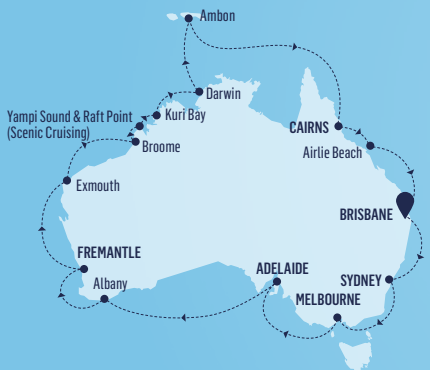 Ambon
Darwin
Kuri Bay
Yampi Sound & Raft Point
(Scenic Cruising)
Broome
CAIRNS
Airlie Beach
Exmouth
BRISBANE
FREMANTLE
Albany
ADELAIDE
SYDNEY
MELBOURNE